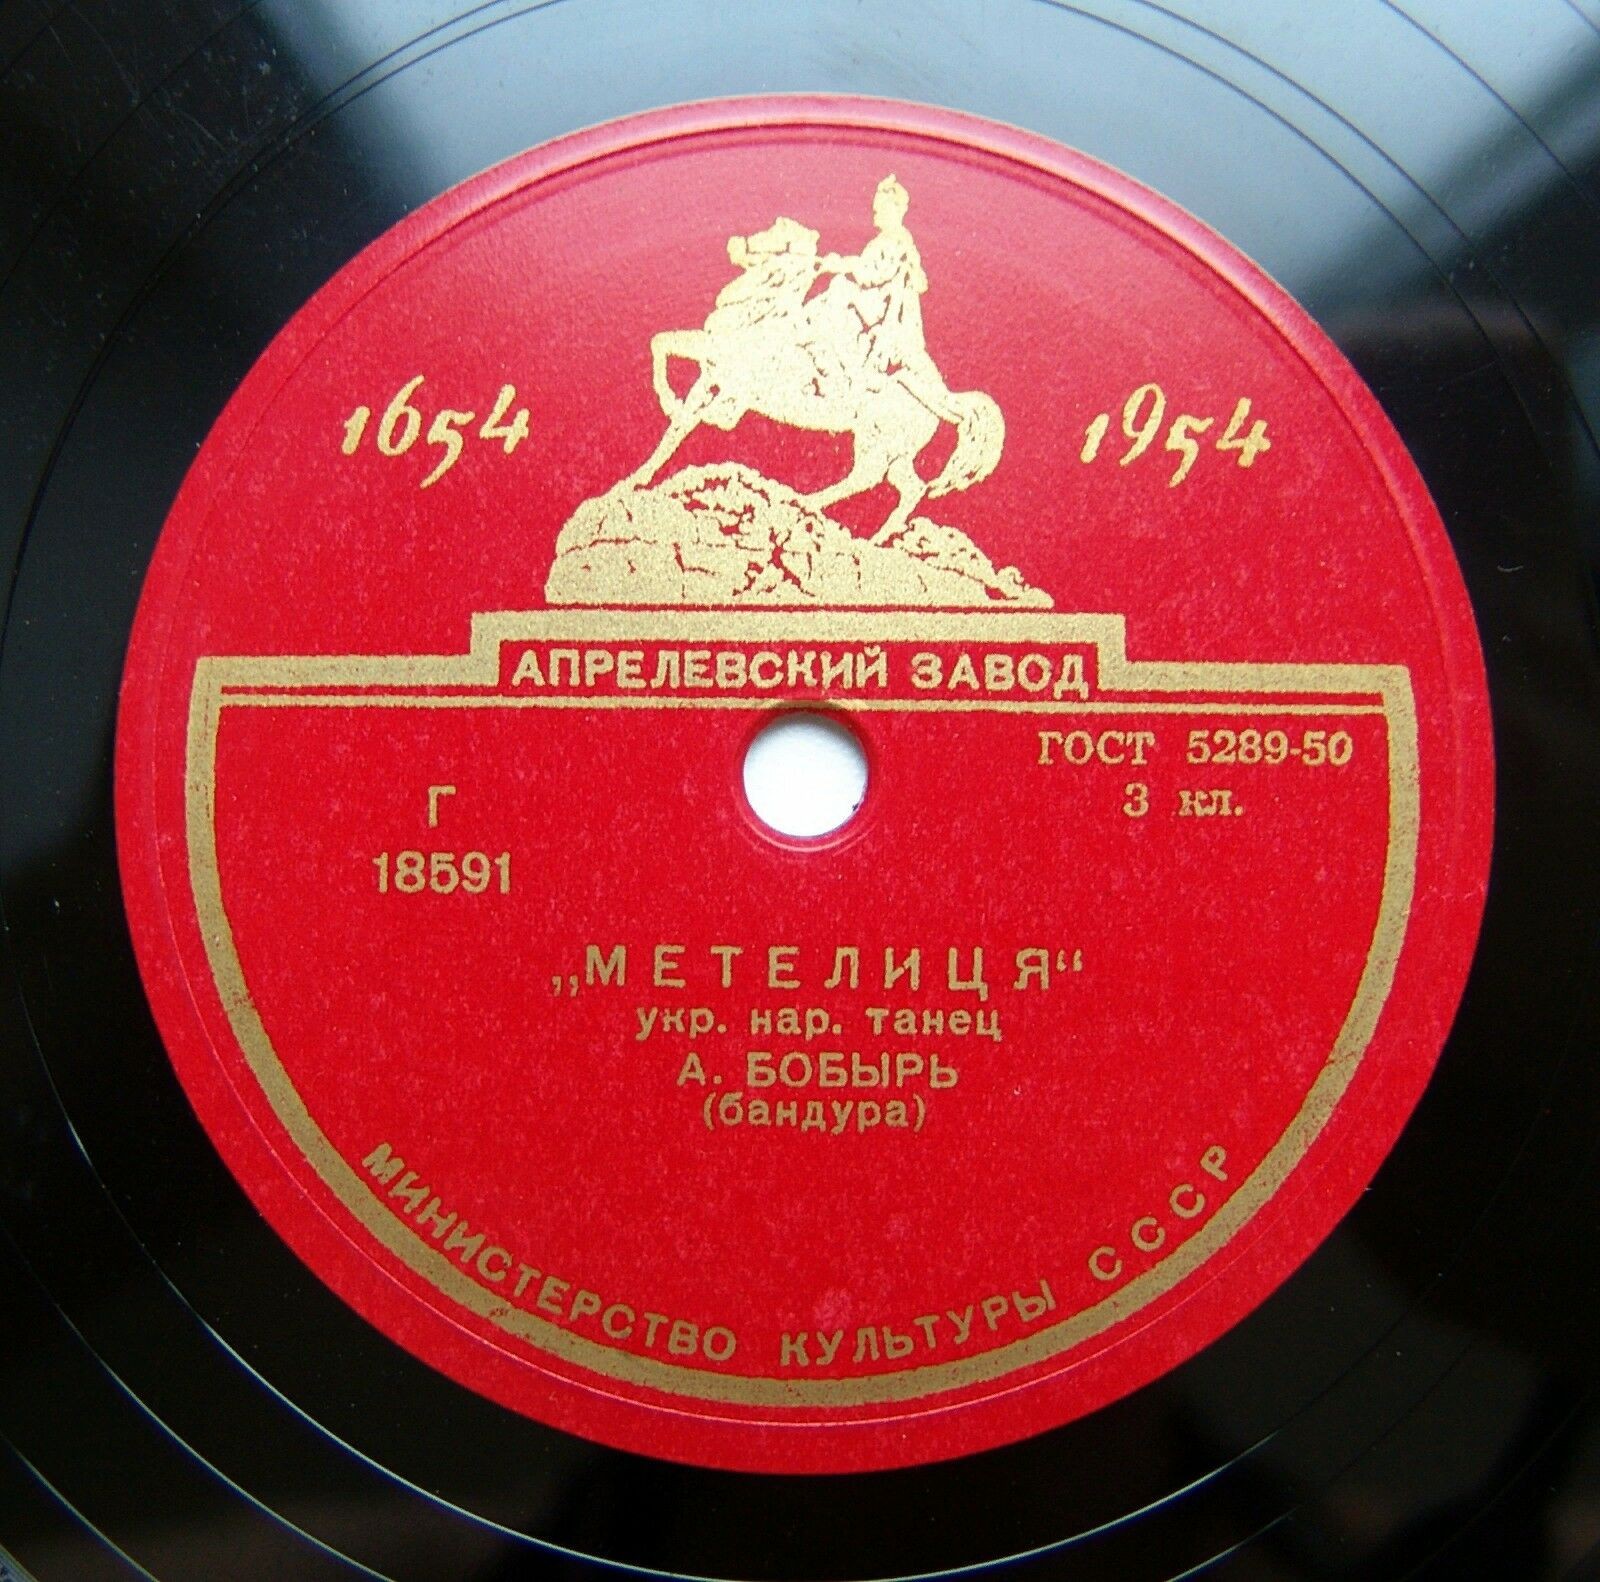 1654 1954
АПРЕЛЕВСКИЙ ЗАВОД
ГОСТ 5289-50
3 кл.
Г
18591
„МЕТЕЛИЦЯ“
укр. нар. танец
А. БОБЫРЬ
(бандура)
МИНИСТЕРСТВО КУЛЬТУРЫ СССР